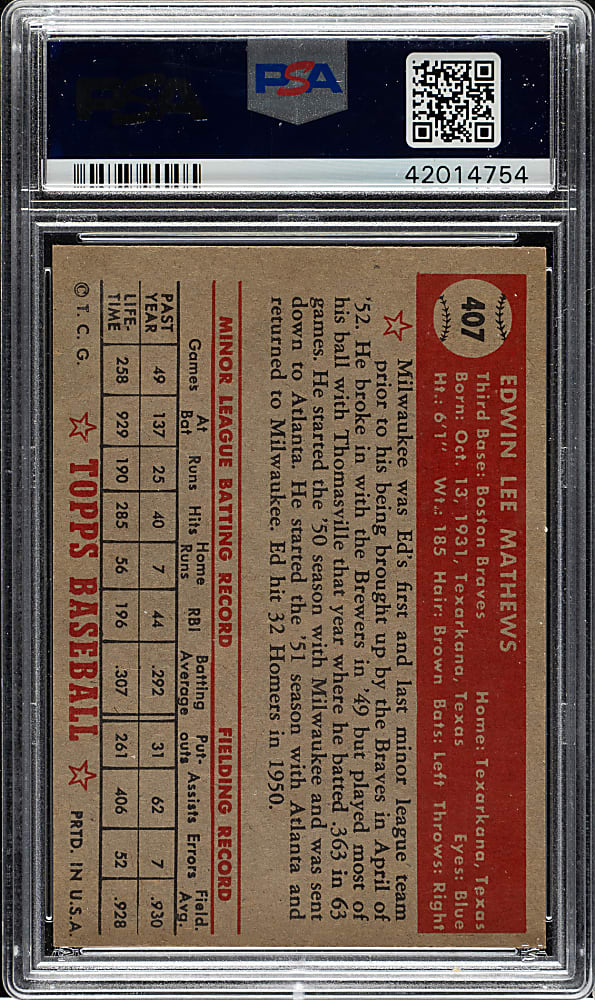 PSA
PSA
42014754
407
EDWIN LEE MATHEWS
Third Base: Boston Braves Home: Texarkana, Texas
Born: Oct. 13, 1931, Texarkana, Texas Eyes: Blue
Ht.: 6'1" Wt.: 185 Hair: Brown Bats: Left Throws: Right
Milwaukee was Ed's first and last minor league team
prior to his being brought up by the Braves in April of
'52. He broke in with the Brewers in '49 but played most of
his ball with Thomasville that year where he batted .363 in 63
games. He started the '50 season with Milwaukee and was sent
down to Atlanta. He started the '51 season with Atlanta and
returned to Milwaukee. Ed hit 32 Homers in 1950.
MINOR LEAGUE BATTING RECORD FIELDING RECORD
Games At Bat Runs Hits Home Runs RBI Batting Average Put-outs Assists Errors Field. Avg.
PAST YEAR 49 137 25 40 7 44 .292 31 62 7 .930
LIFE-TIME 258 929 190 285 56 196 .307 261 406 52 .928
© T. C. G. TOPPS BASEBALL PRTD. IN U.S.A.